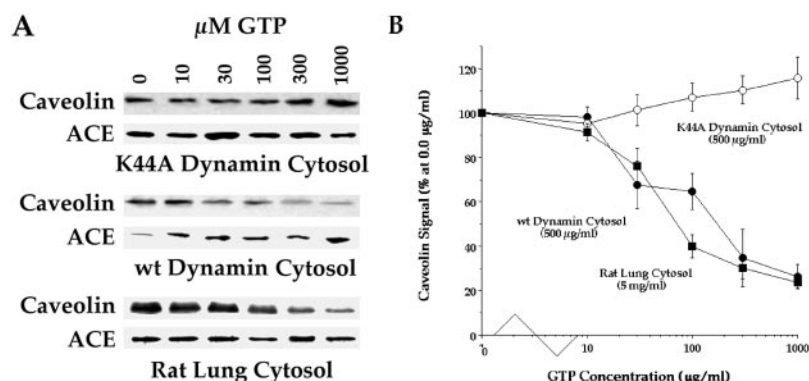 A
μM GTP
0 10 30 100 300 1000
Caveolin
ACE
K44A Dynamin Cytosol
Caveolin
ACE
wt Dynamin Cytosol
Caveolin
ACE
Rat Lung Cytosol
B
Caveolin Signal (% at 0.0 μg/ml)
120
100
80
60
40
20
0
K44A Dynamin Cytosol
(500 μg/ml)
wt Dynamin Cytosol
(500 μg/ml)
Rat Lung Cytosol
(5 mg/ml)
0 10 100 1000
GTP Concentration (μg/ml)